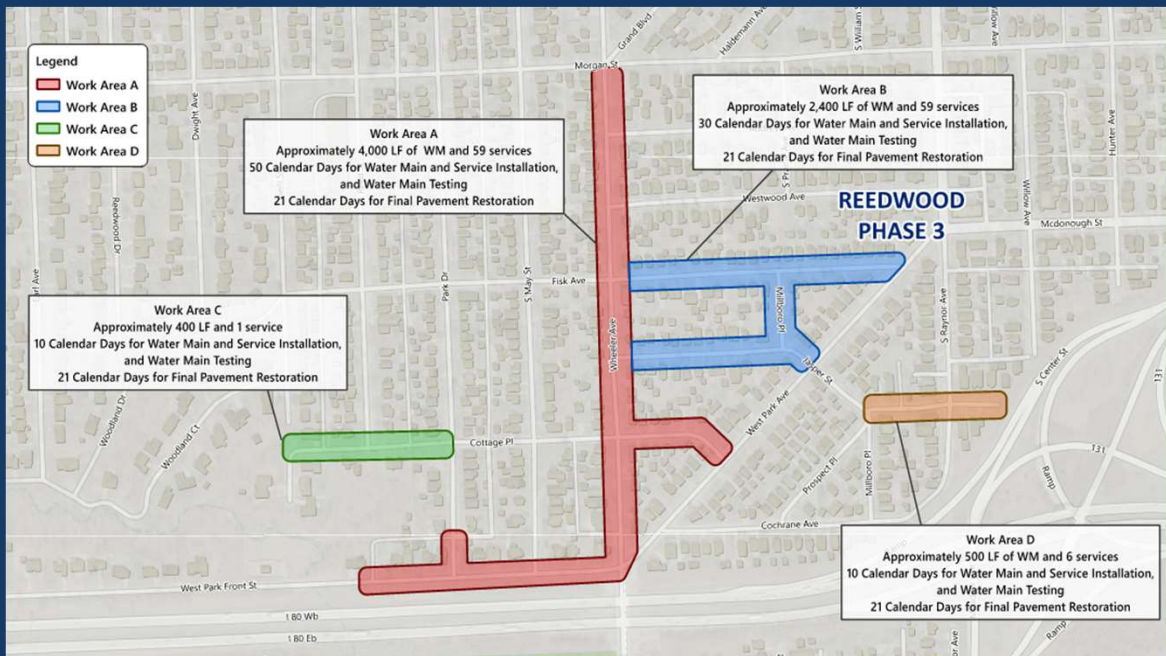 Legend
Work Area A
Work Area B
Work Area C
Work Area D
Work Area A
Approximately 4,000 LF of WM and 59 services
50 Calendar Days for Water Main and Service Installation,
and Water Main Testing
21 Calendar Days for Final Pavement Restoration
Work Area B
Approximately 2,400 LF of WM and 59 services
30 Calendar Days for Water Main and Service Installation,
and Water Main Testing
21 Calendar Days for Final Pavement Restoration
REEDWOOD
PHASE 3
Work Area C
Approximately 400 LF and 1 service
10 Calendar Days for Water Main and Service Installation,
and Water Main Testing
21 Calendar Days for Final Pavement Restoration
Work Area D
Approximately 500 LF of WM and 6 services
10 Calendar Days for Water Main and Service Installation,
and Water Main Testing
21 Calendar Days for Final Pavement Restoration
Grand Blvd
Haldemann Ave
S William S
Willow Ave
Morgan St
Dwight Ave
Hunter Ave
Reedwood Dr
Westwood Ave
Willow Ave
Mcdonough St
Park Dr
S May St
Fisk Ave
Millboro Pl
S Raynor Ave
Wheeler Ave
S Center St
131
West Park Ave
Woodland Dr
Woodland Ct
Cottage Pl
Prospect Pl
Millboro Pl
131
Ramp
Cochrane Ave
West Park Front St
I 80 Wb
I 80 Eb
Ramp